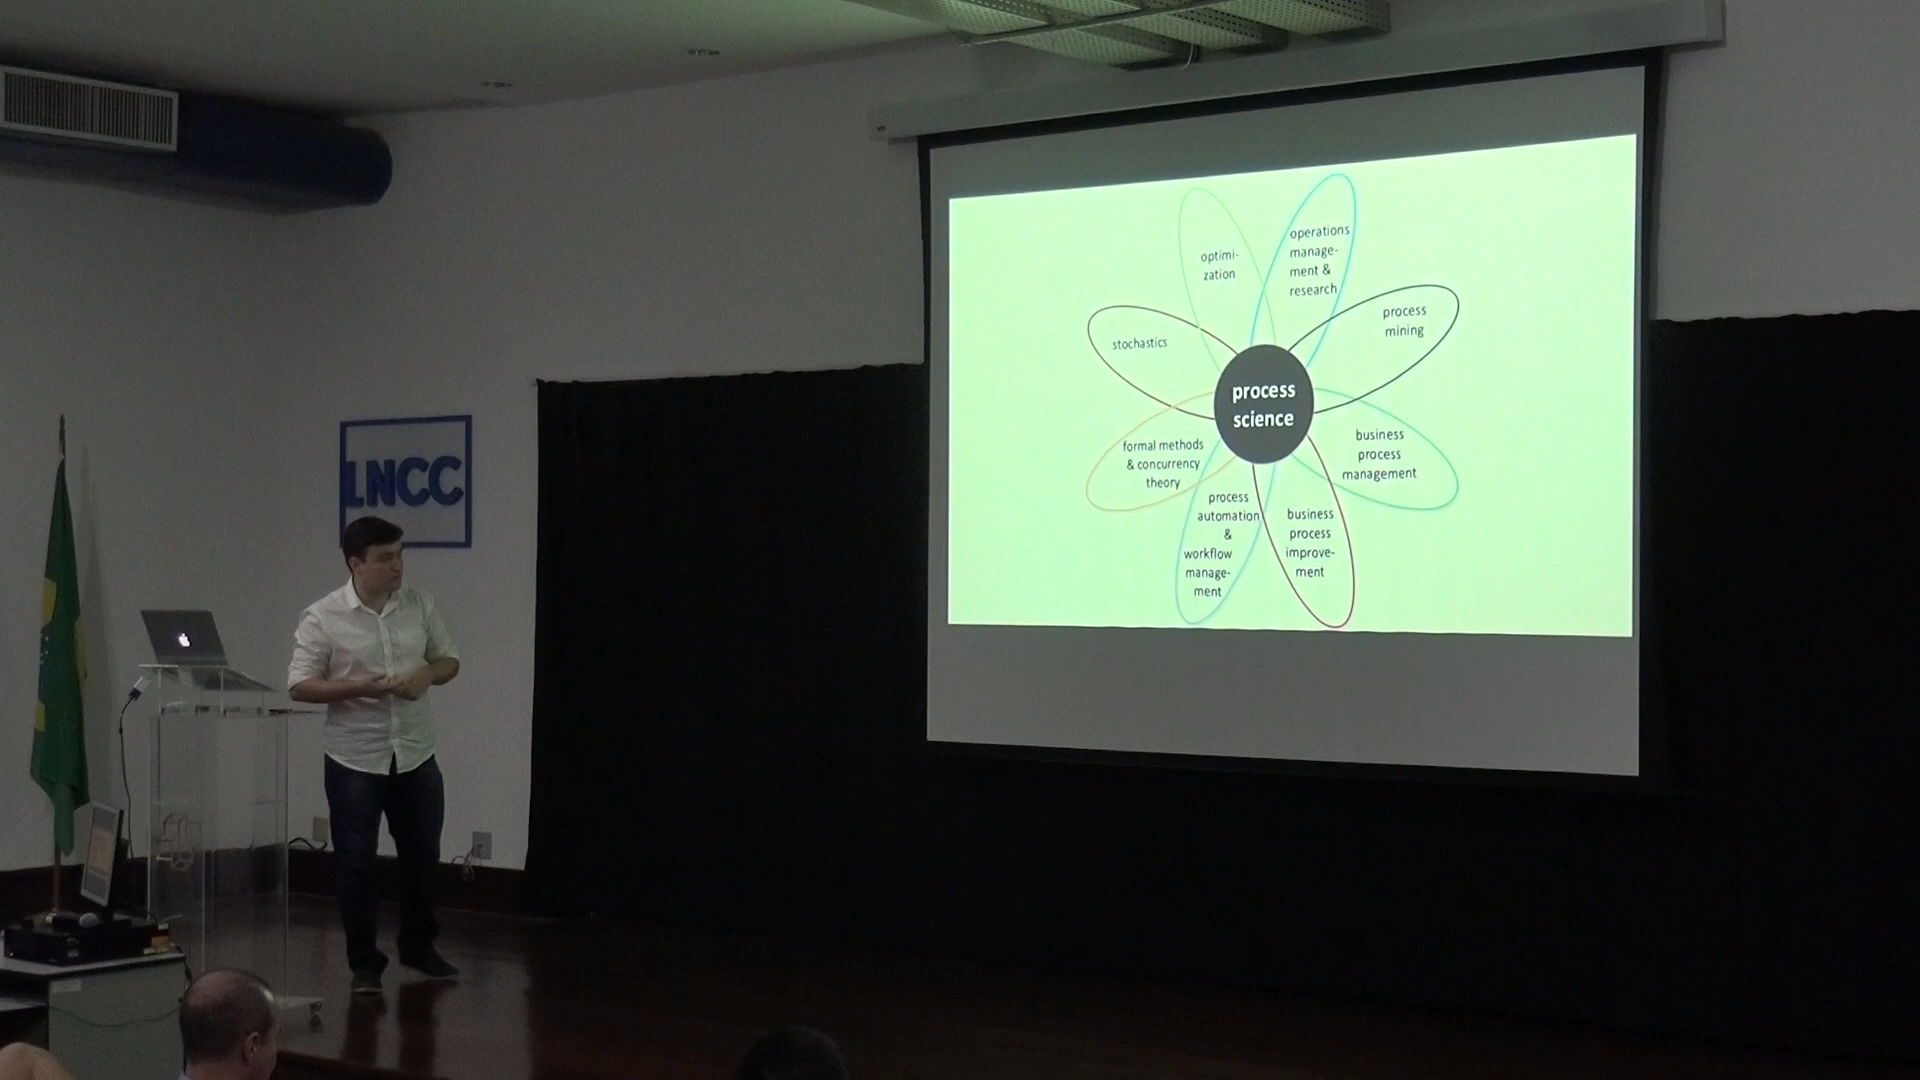 LNCC
optimi-
zation
operations
manage-
ment &
research
process
mining
stochastics
process
science
business
process
management
formal methods
& concurrency
theory
process
automation
&
workflow
manage-
ment
business
process
improve-
ment